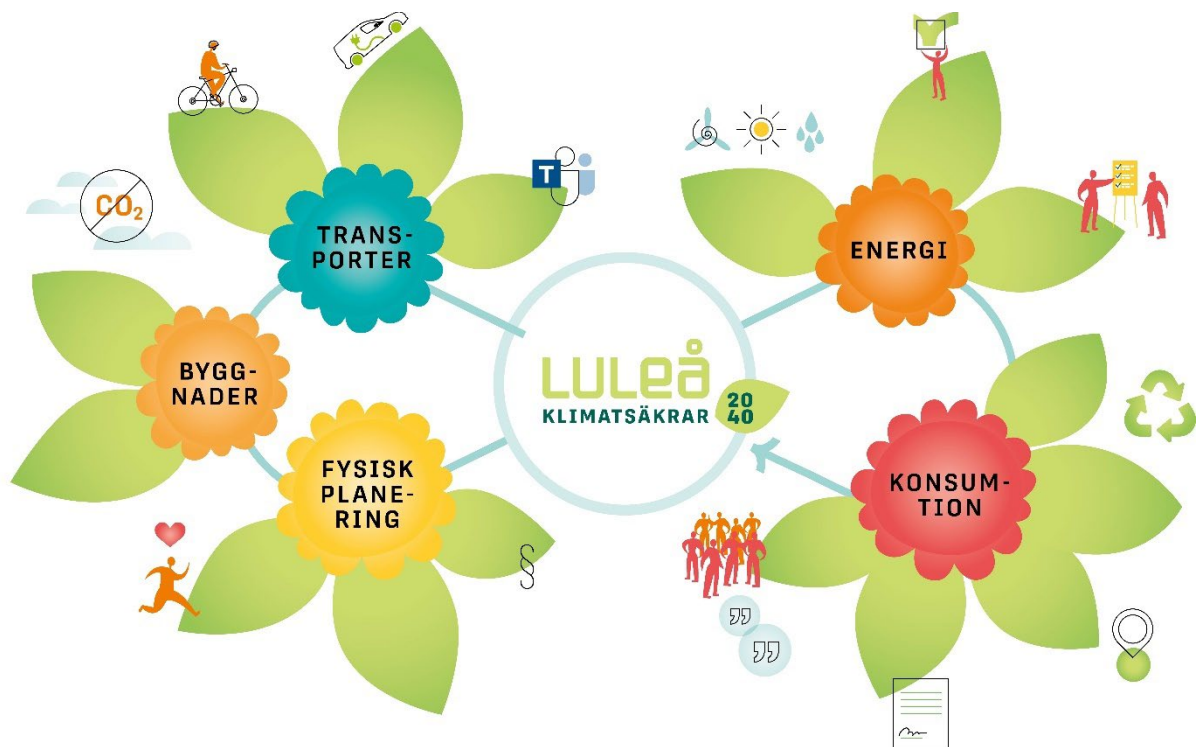 CO₂
TRANS-
PORTER
T
ENERGI
BYGG-
NADER
LULEÅ
KLIMATSÄKRAR
20
40
FYSISK
PLANE-
RING
§
KONSUM-
TION
"
"